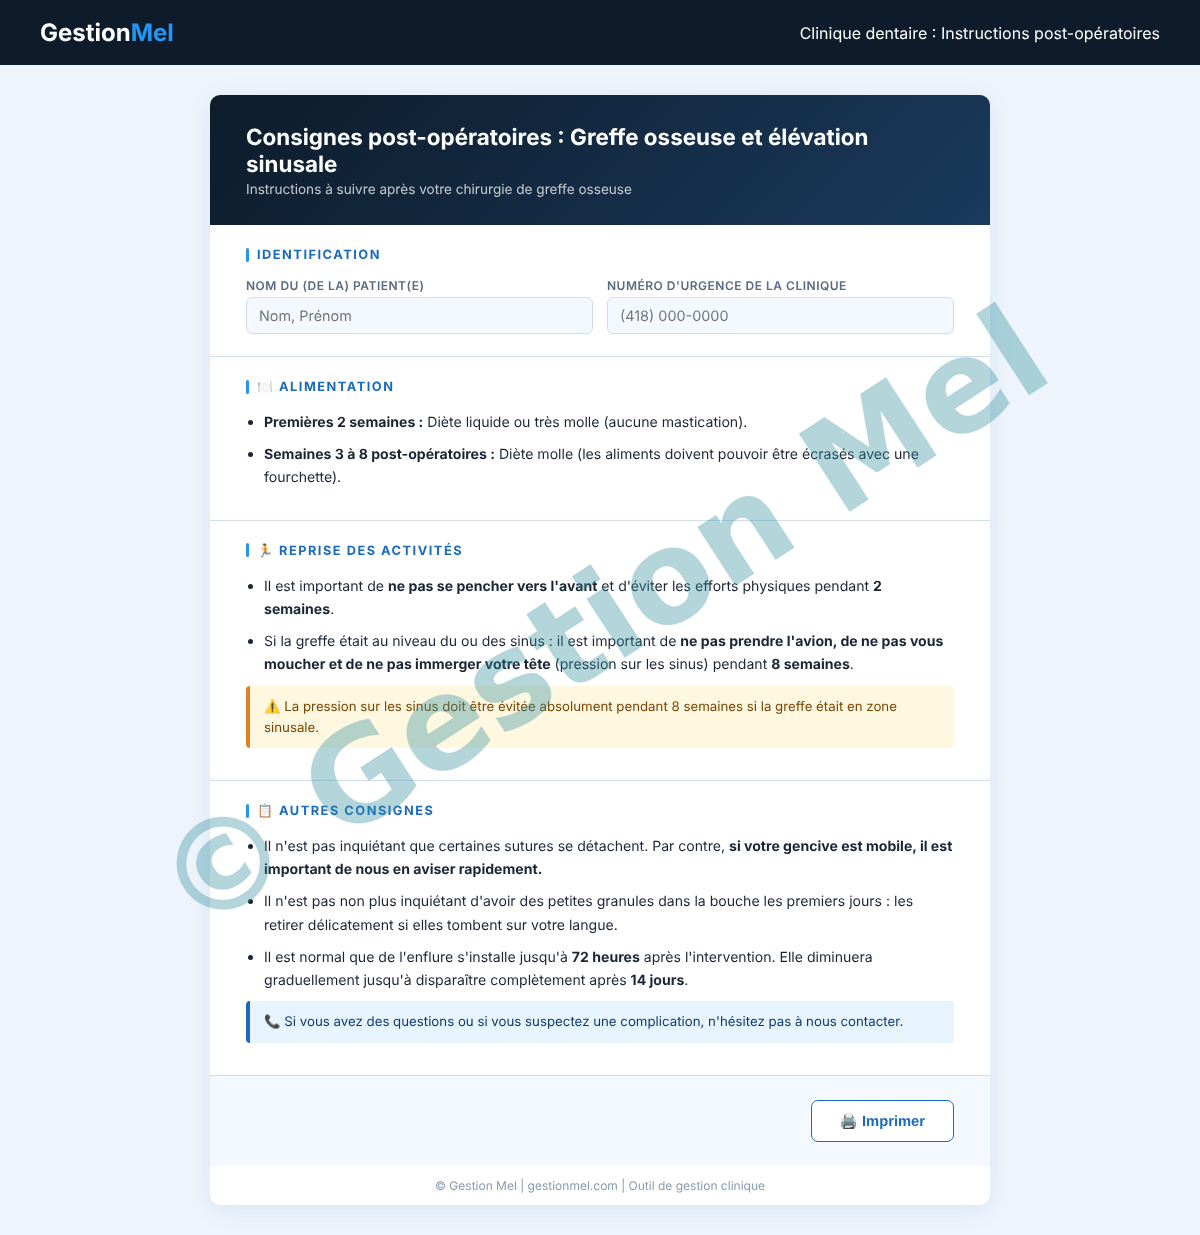 GestionMel
Clinique dentaire : Instructions post-opératoires
Consignes post-opératoires : Greffe osseuse et élévation
sinusale
Instructions à suivre après votre chirurgie de greffe osseuse
IDENTIFICATION
NOM DU (DE LA) PATIENT(E)
NUMÉRO D'URGENCE DE LA CLINIQUE
Nom, Prénom
(418) 000-0000
🍽️ ALIMENTATION
• Premières 2 semaines : Diète liquide ou très molle (aucune mastication).
• Semaines 3 à 8 post-opératoires : Diète molle (les aliments doivent pouvoir être écrasés avec une
fourchette).
🏃 REPRISE DES ACTIVITÉS
• Il est important de ne pas se pencher vers l'avant et d'éviter les efforts physiques pendant 2
semaines.
• Si la greffe était au niveau du ou des sinus : il est important de ne pas prendre l'avion, de ne pas vous
moucher et de ne pas immerger votre tête (pression sur les sinus) pendant 8 semaines.
⚠️ La pression sur les sinus doit être évitée absolument pendant 8 semaines si la greffe était en zone
sinusale.
📋 AUTRES CONSIGNES
• Il n'est pas inquiétant que certaines sutures se détachent. Par contre, si votre gencive est mobile, il est
important de nous en aviser rapidement.
• Il n'est pas non plus inquiétant d'avoir des petites granules dans la bouche les premiers jours : les
retirer délicatement si elles tombent sur votre langue.
• Il est normal que de l'enflure s'installe jusqu'à 72 heures après l'intervention. Elle diminuera
graduellement jusqu'à disparaître complètement après 14 jours.
📞 Si vous avez des questions ou si vous suspectez une complication, n'hésitez pas à nous contacter.
🖨️ Imprimer
© Gestion Mel | gestionmel.com | Outil de gestion clinique
© Gestion Mel